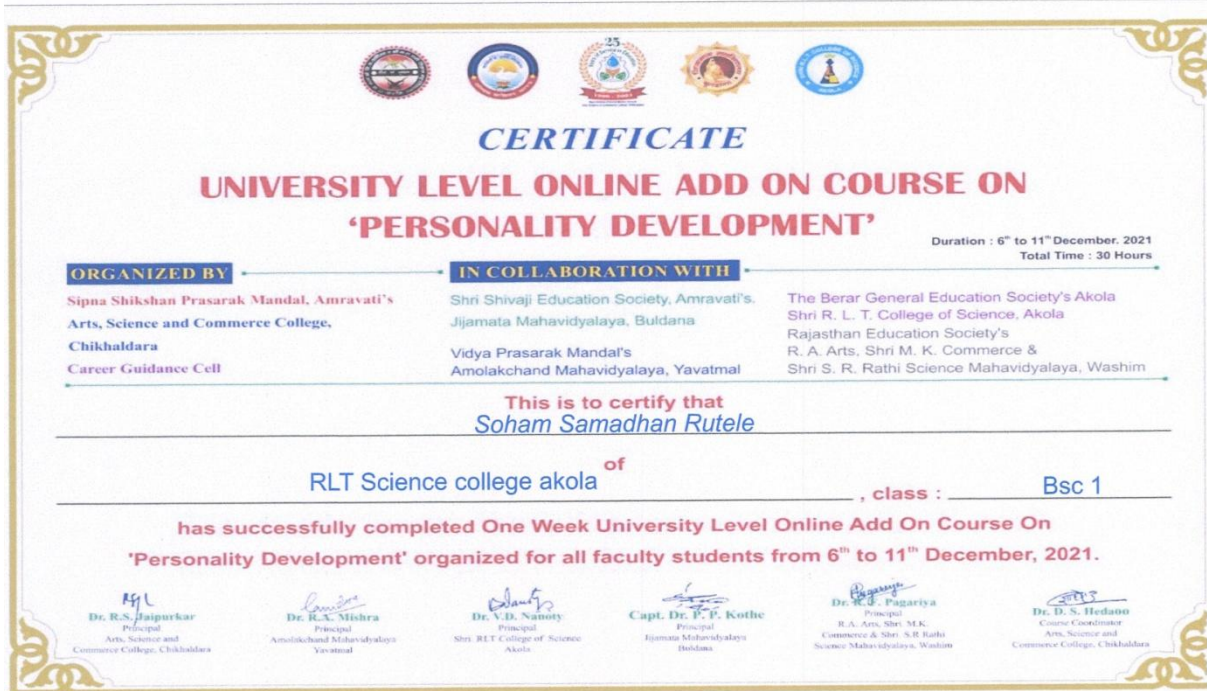 25
CERTIFICATE
UNIVERSITY LEVEL ONLINE ADD ON COURSE ON
‘PERSONALITY DEVELOPMENT’
Duration : 6th to 11th December. 2021
Total Time : 30 Hours
ORGANIZED BY
Sipna Shikshan Prasarak Mandal, Amravati's
Arts, Science and Commerce College,
Chikhaldara
Career Guidance Cell
IN COLLABORATION WITH
Shri Shivaji Education Society, Amravati's.
Jijamata Mahavidyalaya, Buldana
Vidya Prasarak Mandal's
Amolakchand Mahavidyalaya, Yavatmal
The Berar General Education Society's Akola
Shri R. L. T. College of Science, Akola
Rajasthan Education Society's
R. A. Arts, Shri M. K. Commerce &
Shri S. R. Rathi Science Mahavidyalaya, Washim
This is to certify that
Soham Samadhan Rutele
of
RLT Science college akola , class : Bsc 1
has successfully completed One Week University Level Online Add On Course On
'Personality Development' organized for all faculty students from 6th to 11th December, 2021.
Dr. R.S. Jaipurkar
Principal
Arts, Science and
Commerce College, Chikhaldara
Dr. R.A. Mishra
Principal
Amolakchand Mahavidyalaya
Yavatmal
Dr. V.D. Nanoty
Principal
Shri. RLT College of Science
Akola
Capt. Dr. P. P. Kothe
Principal
Jijamata Mahavidyalaya
Buldana
Pagariya
Dr. Pagariya
Principal
R.A. Arts, Shri. M.K.
Commerce & Shri. S.R Rathi
Science Mahavidyalaya, Washim
Dr. D. S. Hedaoo
Course Coordinator
Arts, Science and
Commerce College, Chikhaldara